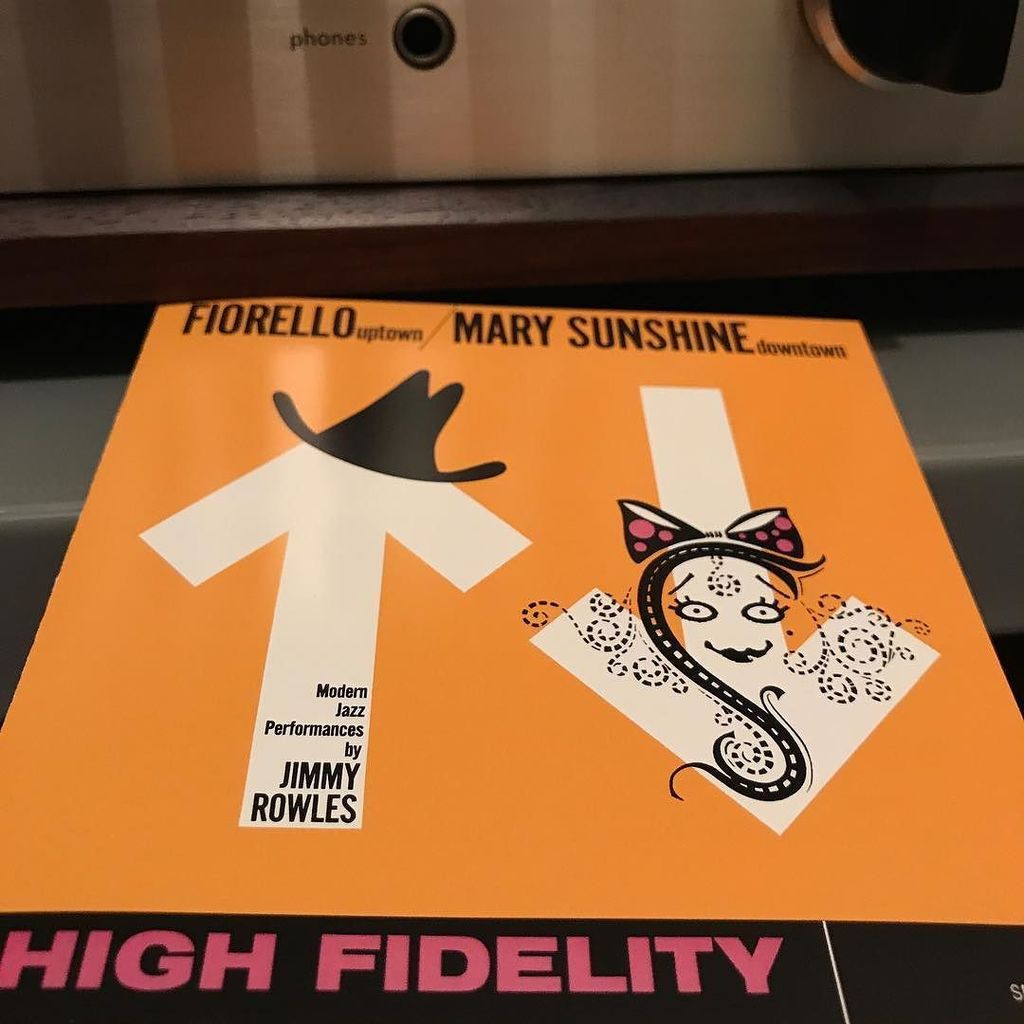 phones
FIORELLO uptown / MARY SUNSHINE downtown
Modern
Jazz
Performances
by
JIMMY
ROWLES
HIGH FIDELITY